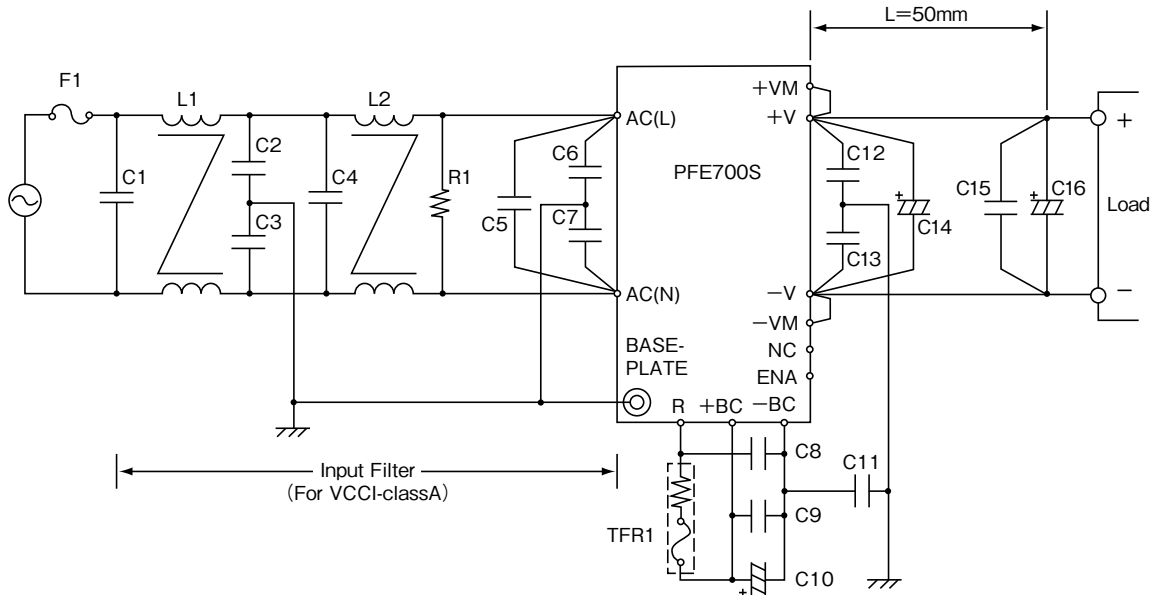 L=50mm
F1
L1
L2
+VM
+V
AC(L)
C1
C2
C3
C4
R1
C5
C6
C7
PFE700S
C12
C13
C14
C15
C16
+
+
+
Load
AC(N)
−V
−
−VM
NC
ENA
BASE-
PLATE
R
+BC
−BC
Input Filter
(For VCCI-classA)
C8
C11
C9
TFR1
C10
+